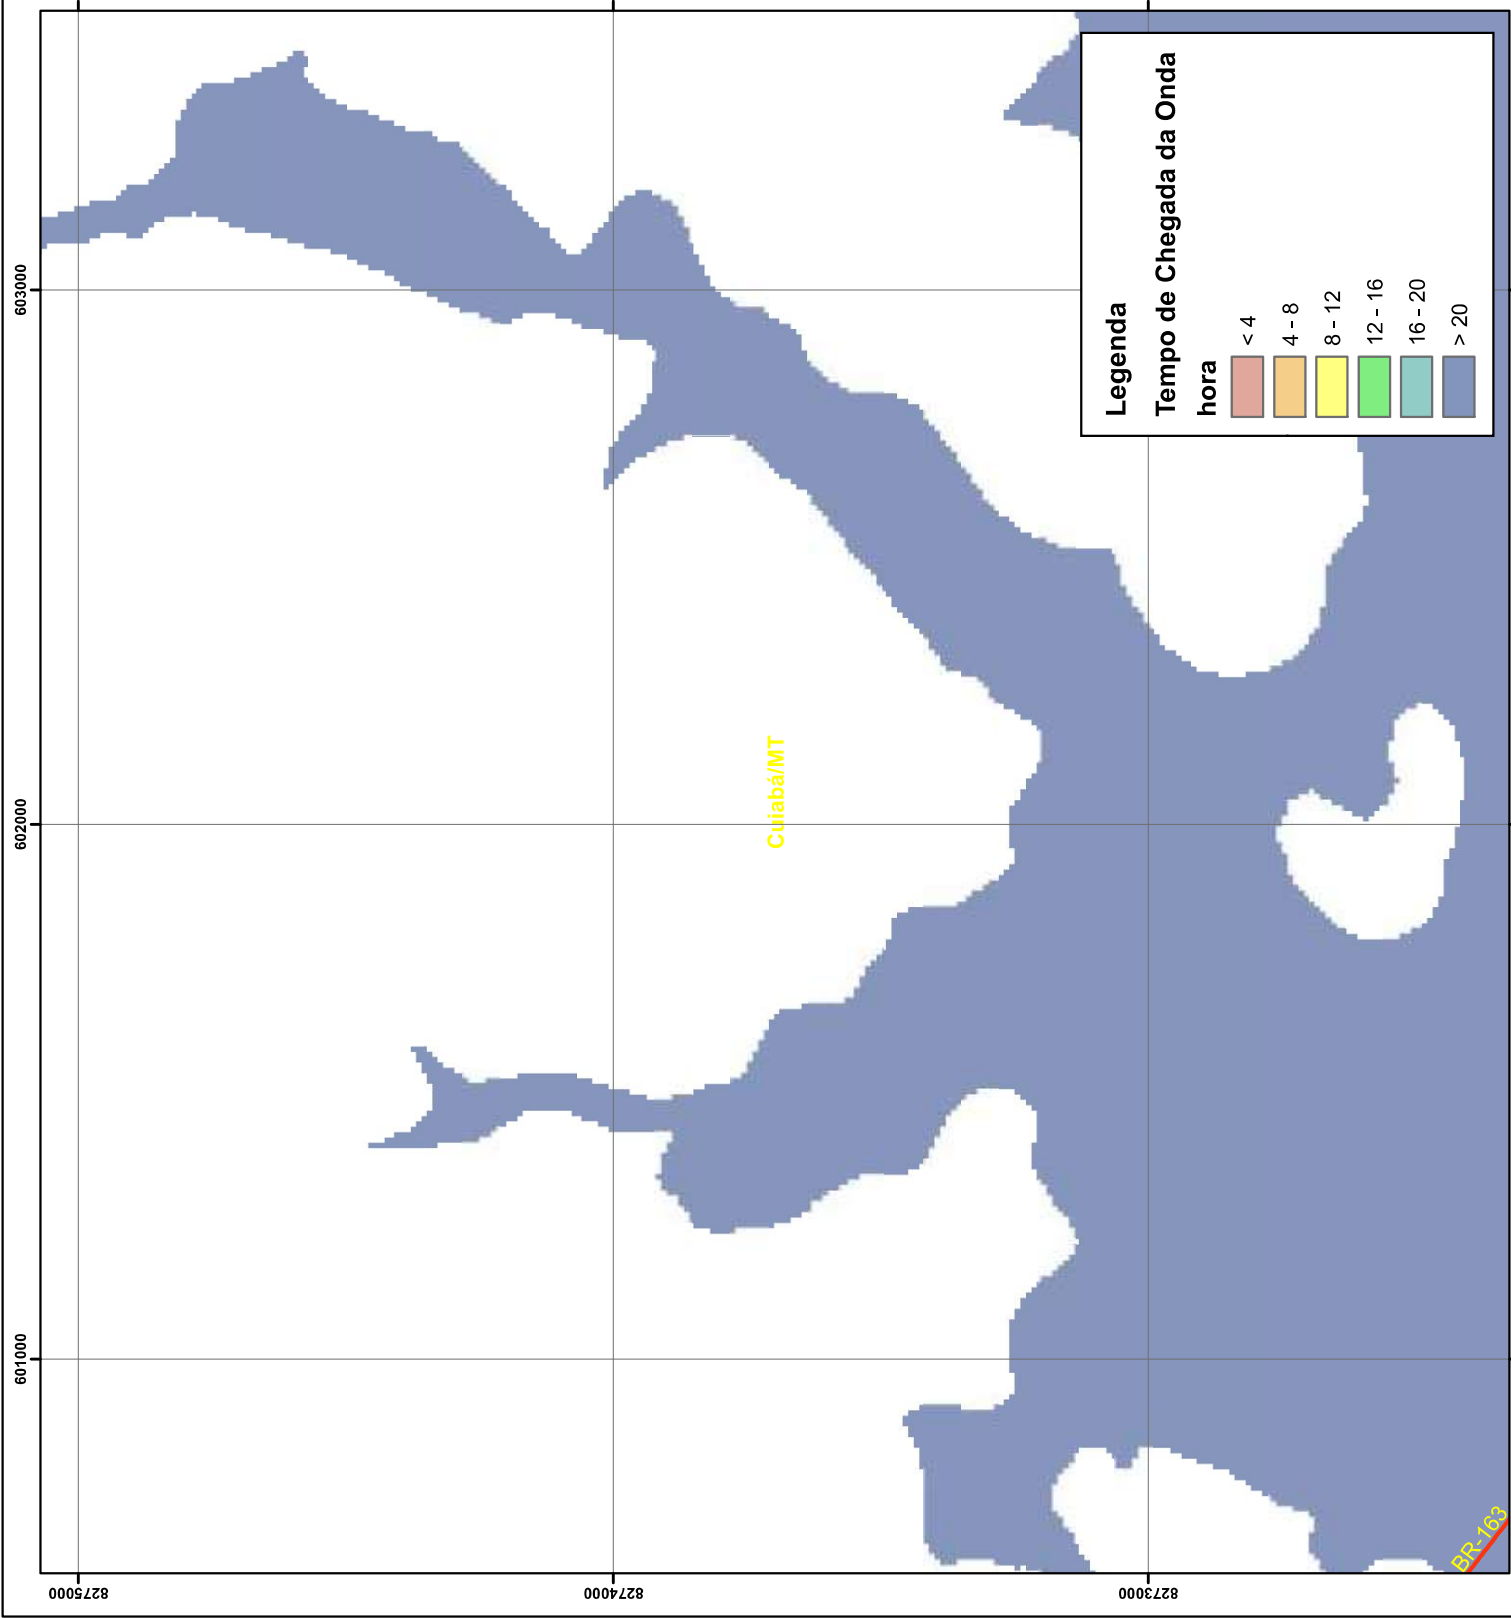 603000
602000
601000
8275000
8274000
8273000
Cuiabá/MT
BR-163
Legenda
Tempo de Chegada da Onda
hora
< 4
4 - 8
8 - 12
12 - 16
16 - 20
> 20